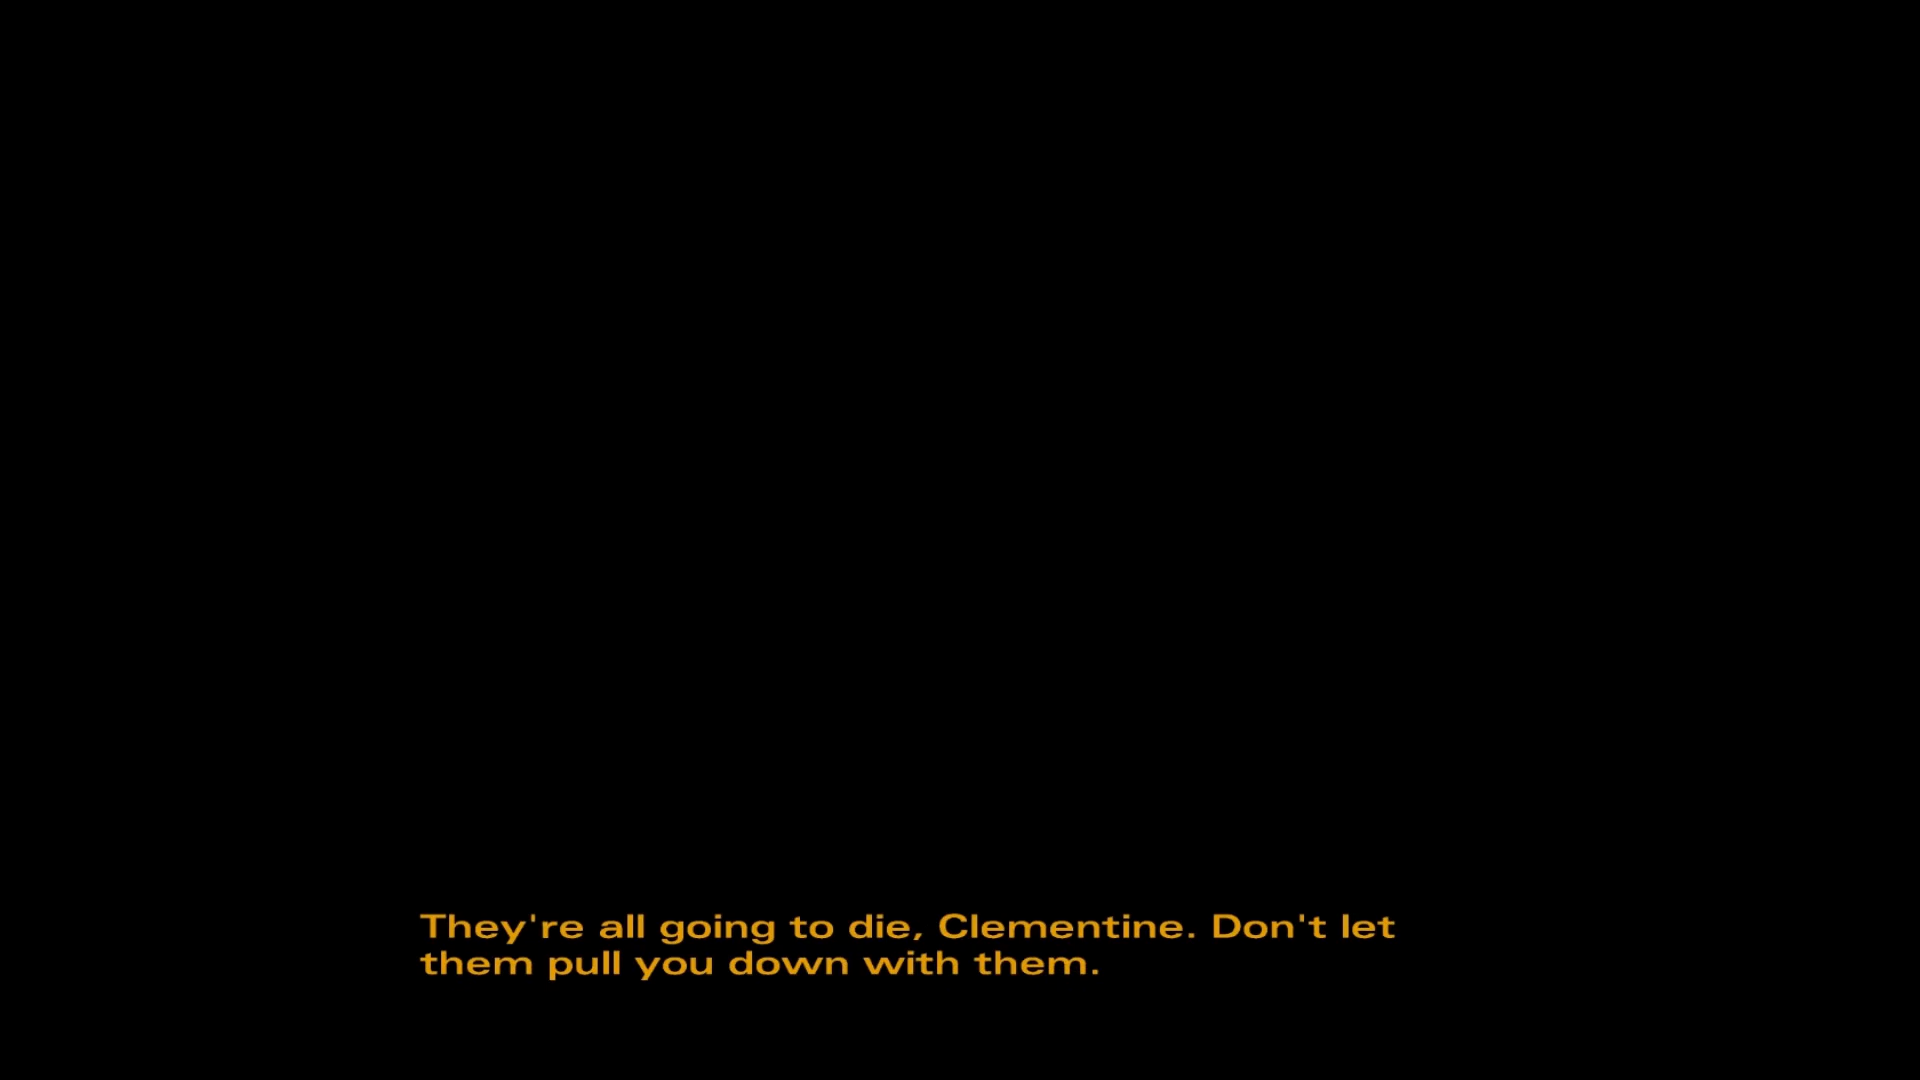 They're all going to die, Clementine. Don't let
them pull you down with them.